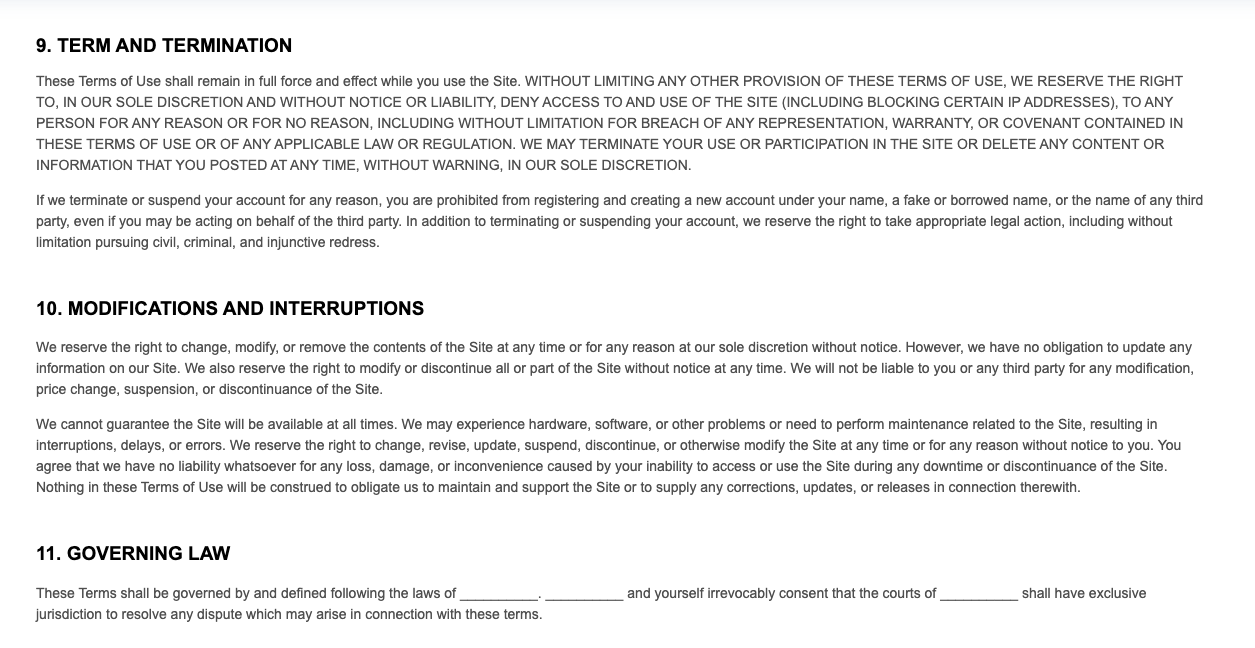 9. TERM AND TERMINATION
These Terms of Use shall remain in full force and effect while you use the Site. WITHOUT LIMITING ANY OTHER PROVISION OF THESE TERMS OF USE, WE RESERVE THE RIGHT
TO, IN OUR SOLE DISCRETION AND WITHOUT NOTICE OR LIABILITY, DENY ACCESS TO AND USE OF THE SITE (INCLUDING BLOCKING CERTAIN IP ADDRESSES), TO ANY
PERSON FOR ANY REASON OR FOR NO REASON, INCLUDING WITHOUT LIMITATION FOR BREACH OF ANY REPRESENTATION, WARRANTY, OR COVENANT CONTAINED IN
THESE TERMS OF USE OR OF ANY APPLICABLE LAW OR REGULATION. WE MAY TERMINATE YOUR USE OR PARTICIPATION IN THE SITE OR DELETE ANY CONTENT OR
INFORMATION THAT YOU POSTED AT ANY TIME, WITHOUT WARNING, IN OUR SOLE DISCRETION.
If we terminate or suspend your account for any reason, you are prohibited from registering and creating a new account under your name, a fake or borrowed name, or the name of any third
party, even if you may be acting on behalf of the third party. In addition to terminating or suspending your account, we reserve the right to take appropriate legal action, including without
limitation pursuing civil, criminal, and injunctive redress.
10. MODIFICATIONS AND INTERRUPTIONS
We reserve the right to change, modify, or remove the contents of the Site at any time or for any reason at our sole discretion without notice. However, we have no obligation to update any
information on our Site. We also reserve the right to modify or discontinue all or part of the Site without notice at any time. We will not be liable to you or any third party for any modification,
price change, suspension, or discontinuance of the Site.
We cannot guarantee the Site will be available at all times. We may experience hardware, software, or other problems or need to perform maintenance related to the Site, resulting in
interruptions, delays, or errors. We reserve the right to change, revise, update, suspend, discontinue, or otherwise modify the Site at any time or for any reason without notice to you. You
agree that we have no liability whatsoever for any loss, damage, or inconvenience caused by your inability to access or use the Site during any downtime or discontinuance of the Site.
Nothing in these Terms of Use will be construed to obligate us to maintain and support the Site or to supply any corrections, updates, or releases in connection therewith.
11. GOVERNING LAW
These Terms shall be governed by and defined following the laws of __________. __________ and yourself irrevocably consent that the courts of __________ shall have exclusive
jurisdiction to resolve any dispute which may arise in connection with these terms.